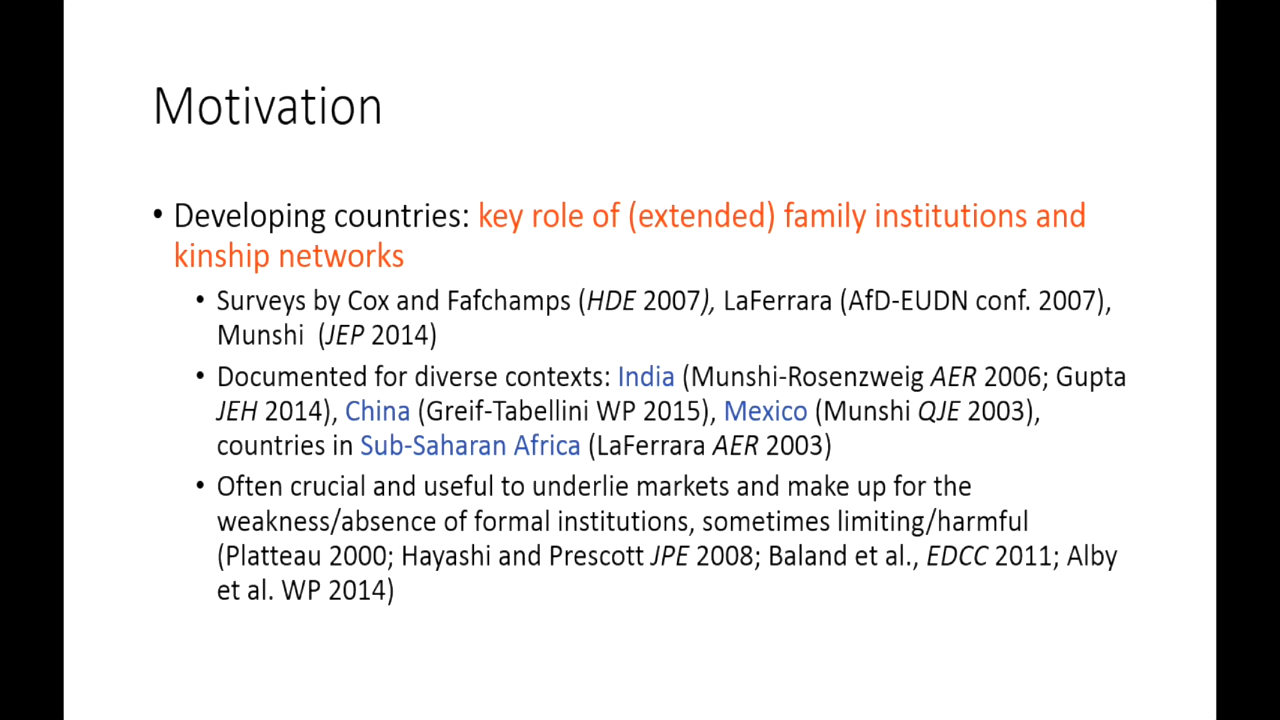 Motivation
• Developing countries: key role of (extended) family institutions and
kinship networks
• Surveys by Cox and Fafchamps (HDE 2007), LaFerrara (AfD-EUDN conf. 2007),
Munshi (JEP 2014)
• Documented for diverse contexts: India (Munshi-Rosenzweig AER 2006; Gupta
JEH 2014), China (Greif-Tabellini WP 2015), Mexico (Munshi QJE 2003),
countries in Sub-Saharan Africa (LaFerrara AER 2003)
• Often crucial and useful to underlie markets and make up for the
weakness/absence of formal institutions, sometimes limiting/harmful
(Platteau 2000; Hayashi and Prescott JPE 2008; Baland et al., EDCC 2011; Alby
et al. WP 2014)